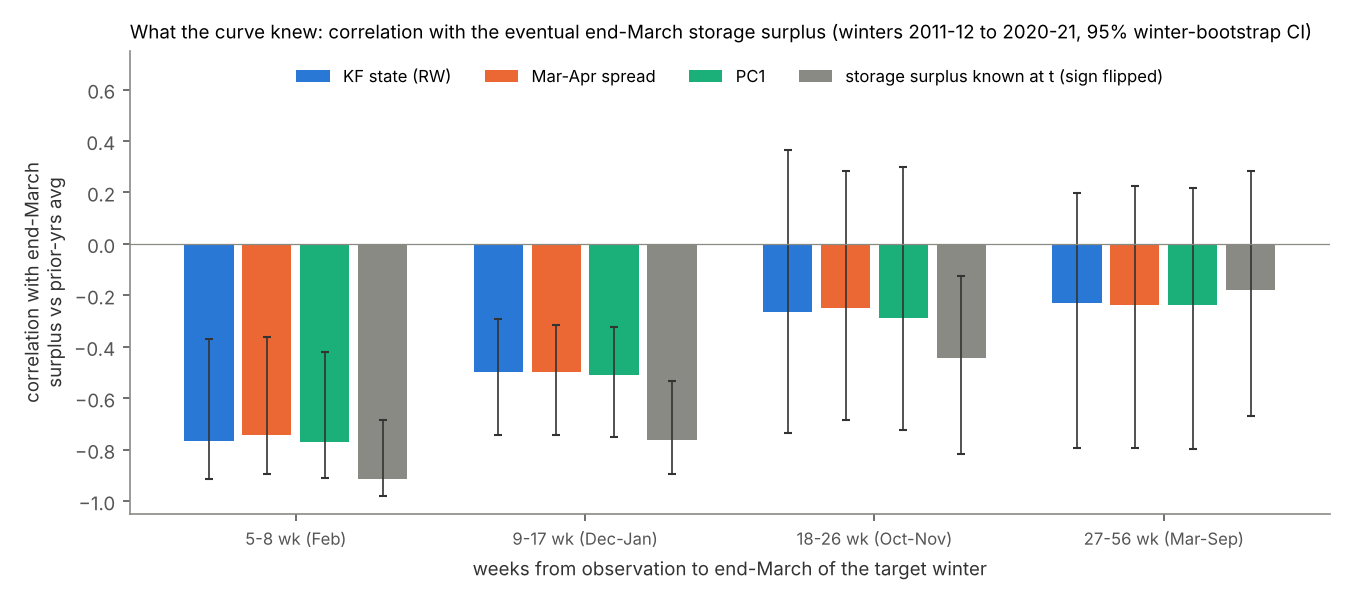 What the curve knew: correlation with the eventual end-March storage surplus (winters 2011-12 to 2020-21, 95% winter-bootstrap CI)
KF state (RW)
Mar-Apr spread
PC1
storage surplus known at t (sign flipped)
correlation with end-March
surplus vs prior-yrs avg
0.6
0.4
0.2
0.0
−0.2
−0.4
−0.6
−0.8
−1.0
5-8 wk (Feb)
9-17 wk (Dec-Jan)
18-26 wk (Oct-Nov)
27-56 wk (Mar-Sep)
weeks from observation to end-March of the target winter